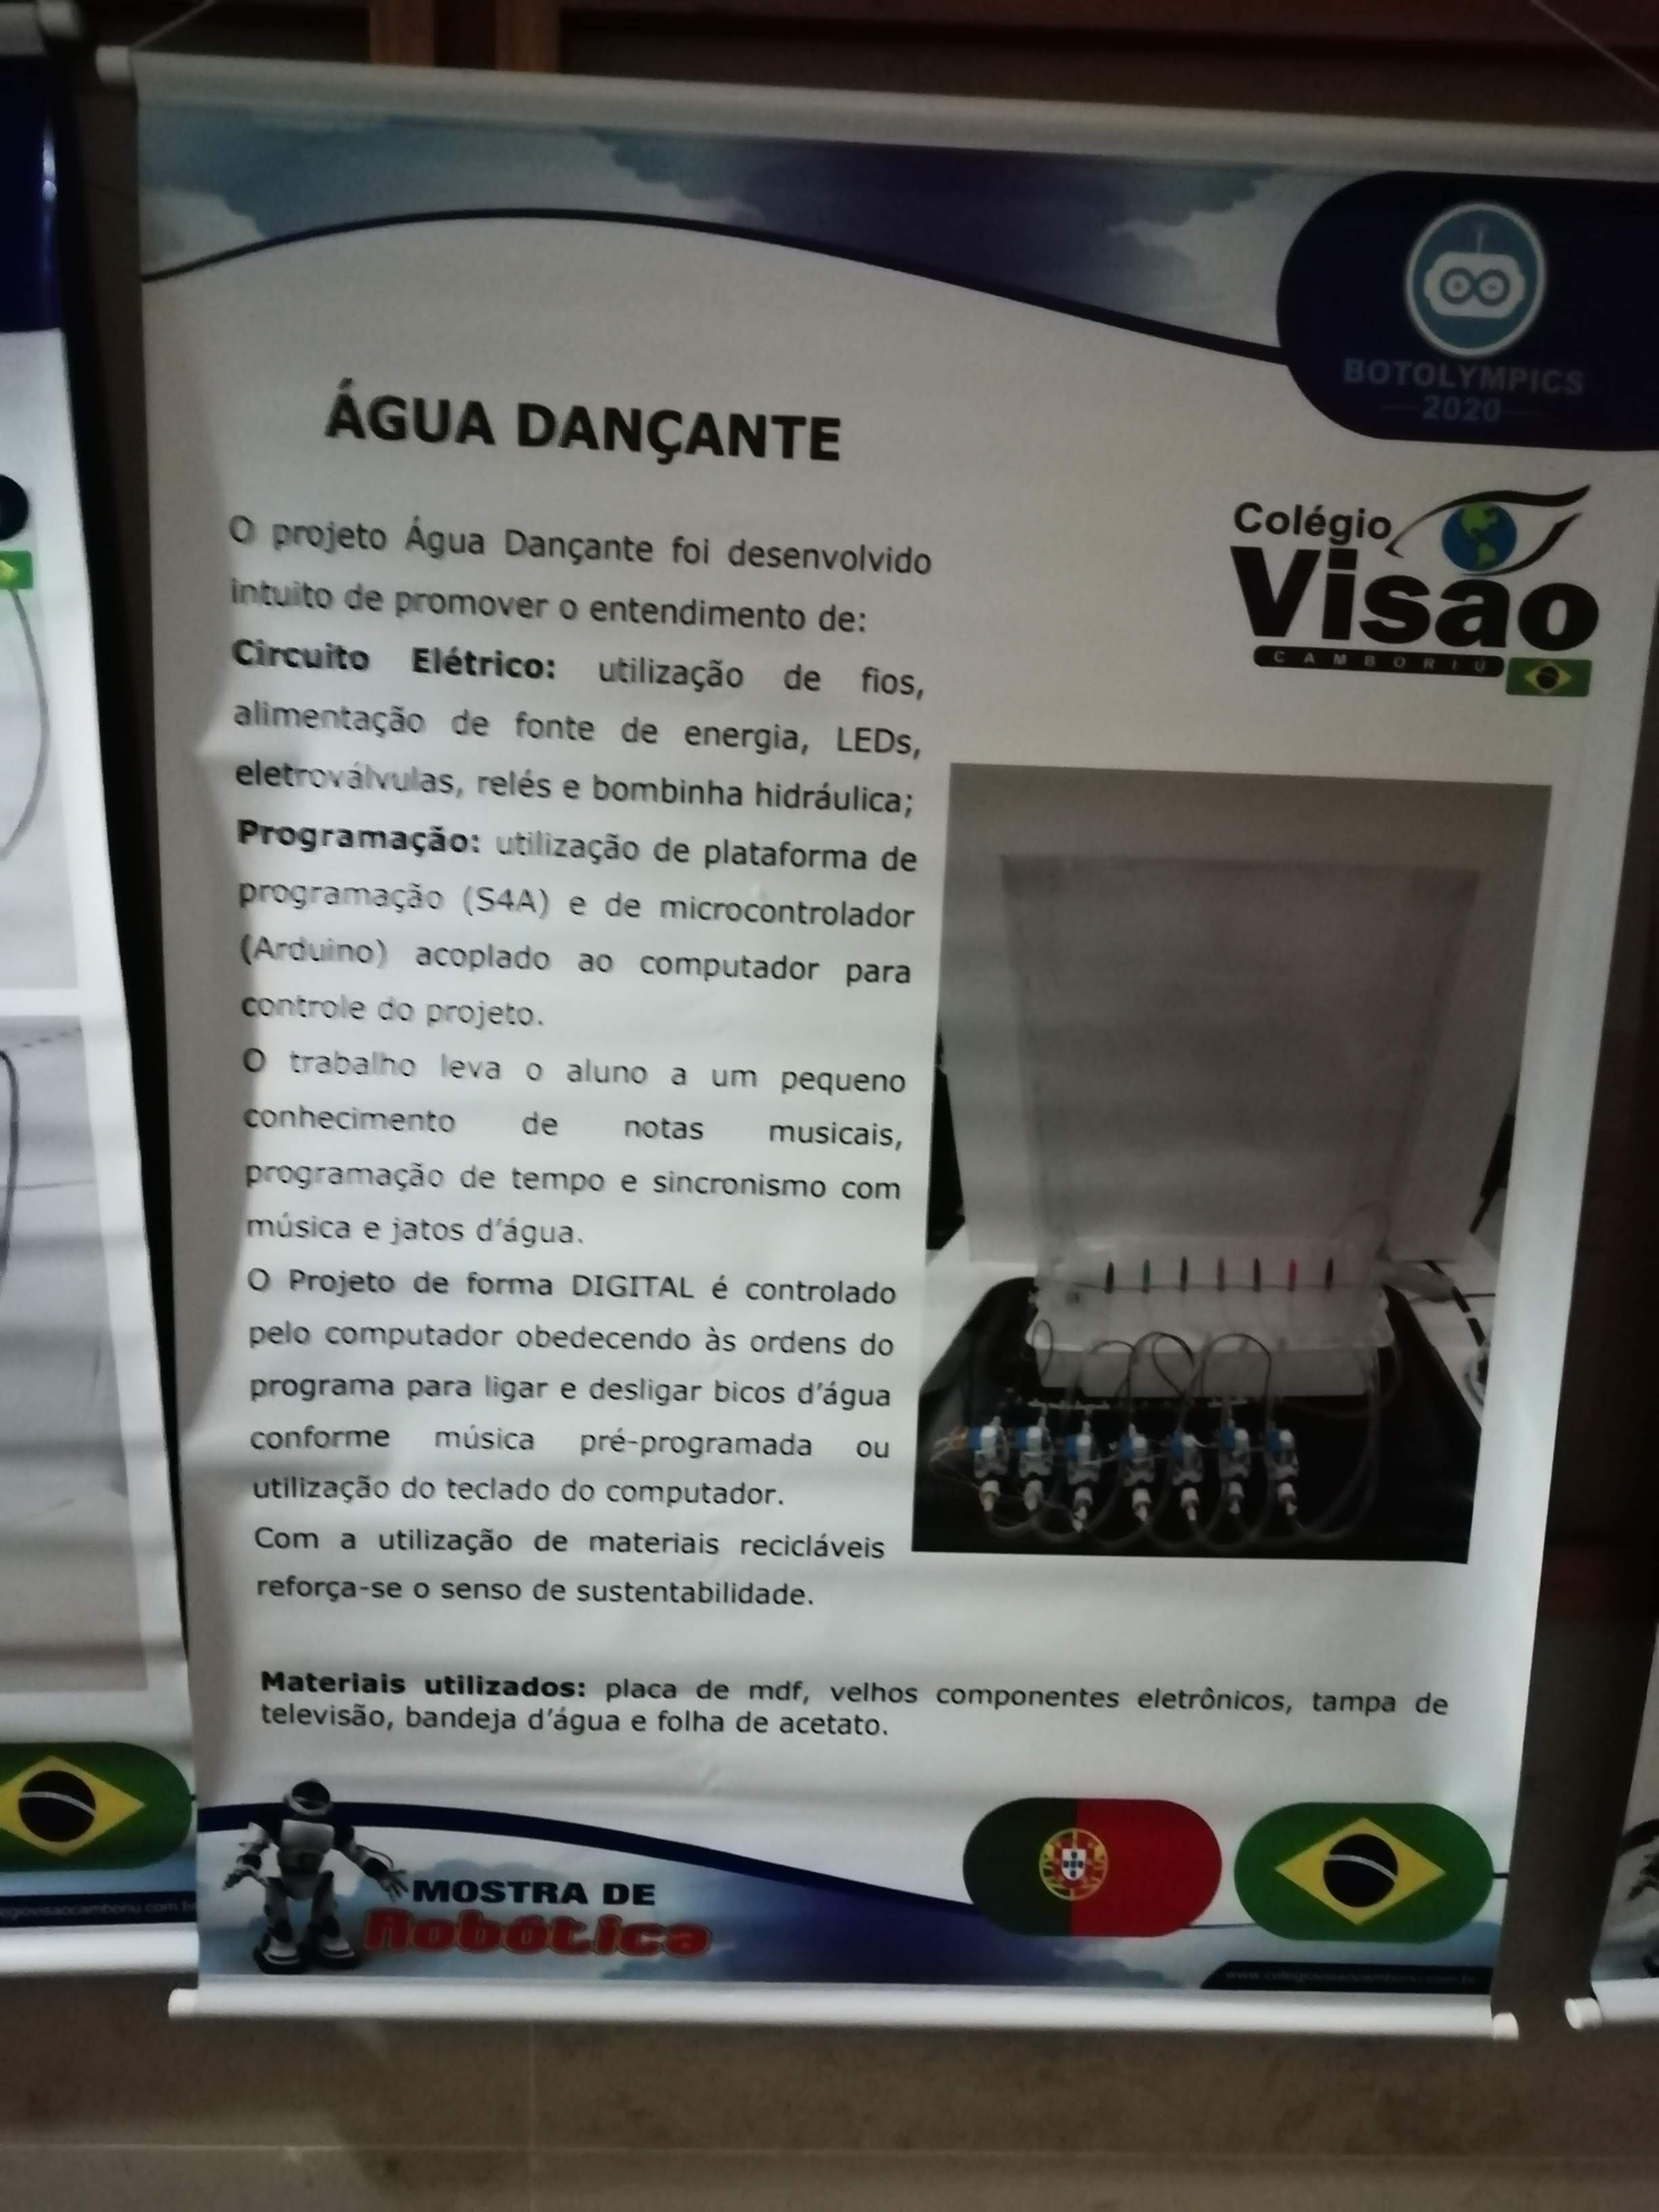 BOTOLYMPICS
2020
ÁGUA DANÇANTE
Colégio
Visão
CAMBORIU
O projeto Água Dançante foi desenvolvido
intuito de promover o entendimento de:
Circuito Elétrico: utilização de fios,
alimentação de fonte de energia, LEDs,
eletroválvulas, relés e bombinha hidráulica;
Programação: utilização de plataforma de
programação (S4A) e de microcontrolador
(Arduino) acoplado ao computador para
controle do projeto.
O trabalho leva o aluno a um pequeno
conhecimento de notas musicais,
programação de tempo e sincronismo com
música e jatos d’água.
O Projeto de forma DIGITAL é controlado
pelo computador obedecendo às ordens do
programa para ligar e desligar bicos d’água
conforme música pré-programada ou
utilização do teclado do computador.
Com a utilização de materiais recicláveis
reforça-se o senso de sustentabilidade.
Materiais utilizados: placa de mdf, velhos componentes eletrônicos, tampa de
televisão, bandeja d’água e folha de acetato.
MOSTRA DE
Robótica
www.colegiovisaocamboriu.com.br